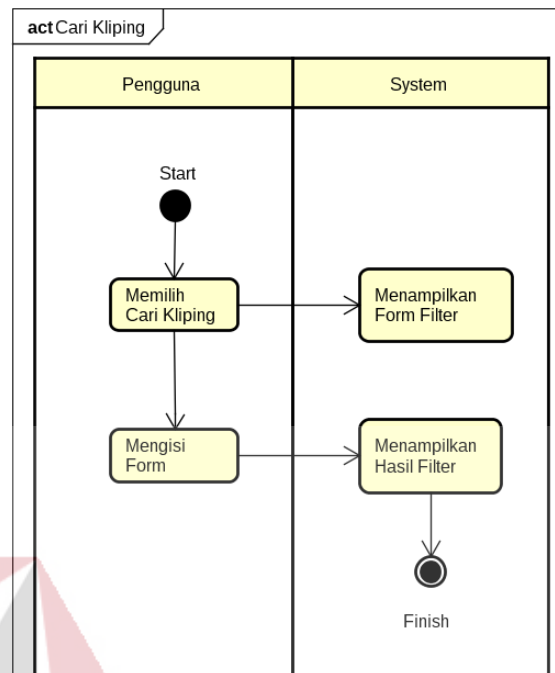 act Cari Kliping
Pengguna
System
Start
Memilih
Cari Kliping
Menampilkan
Form Filter
Mengisi
Form
Menampilkan
Hasil Filter
Finish